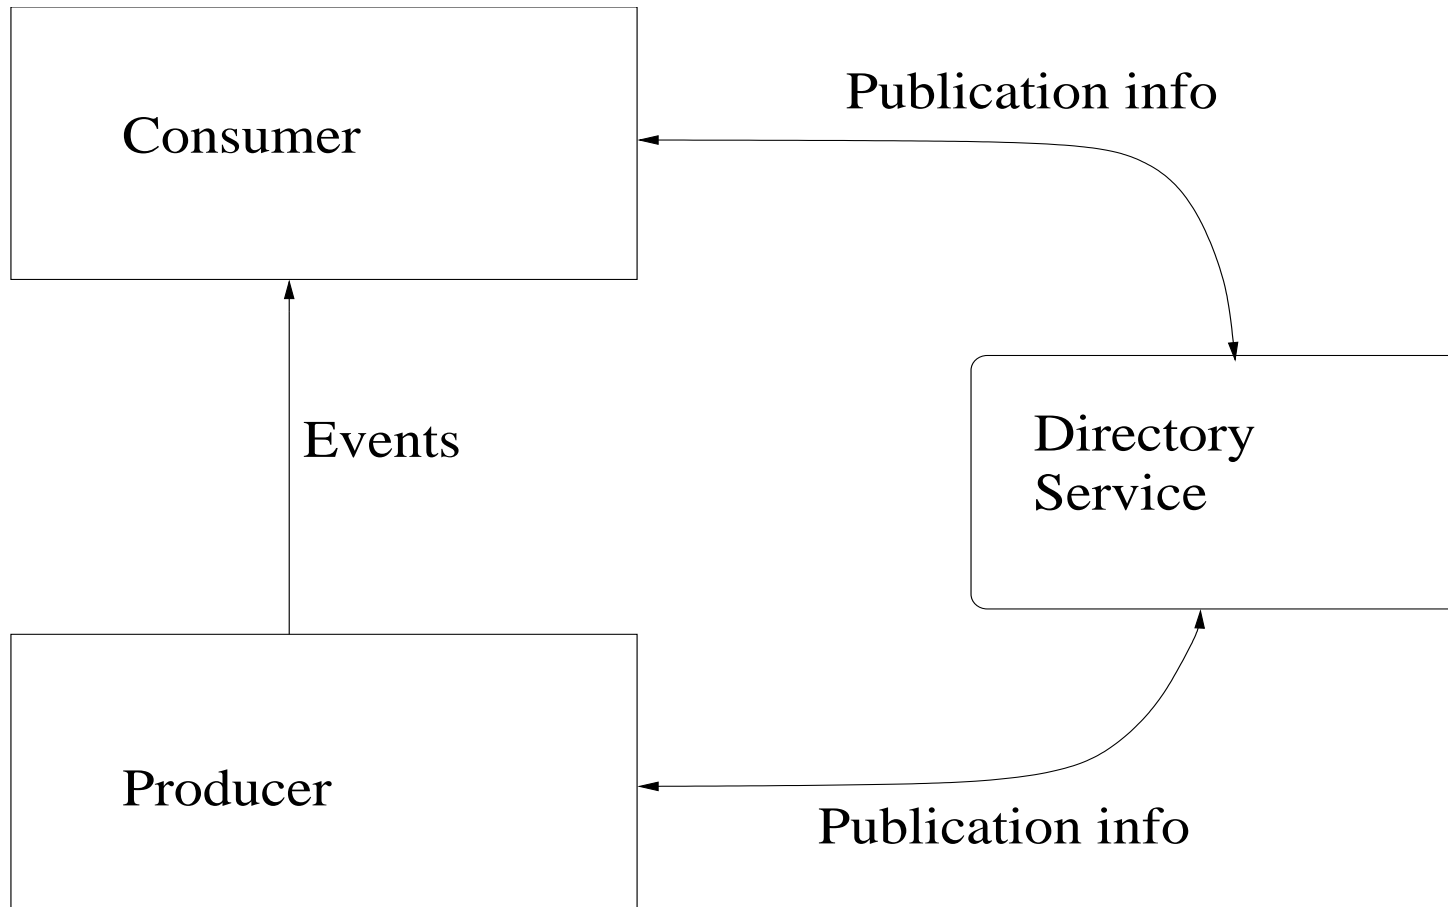 Publication info
Consumer
Events
Directory
Service
Producer
Publication info